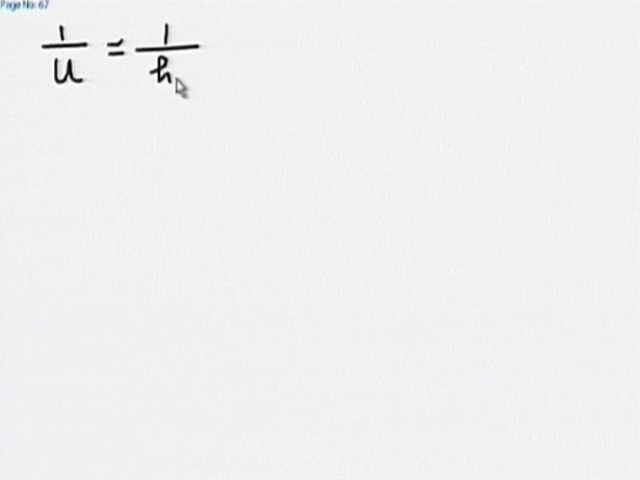 Page No: 67
1/U = 1/h